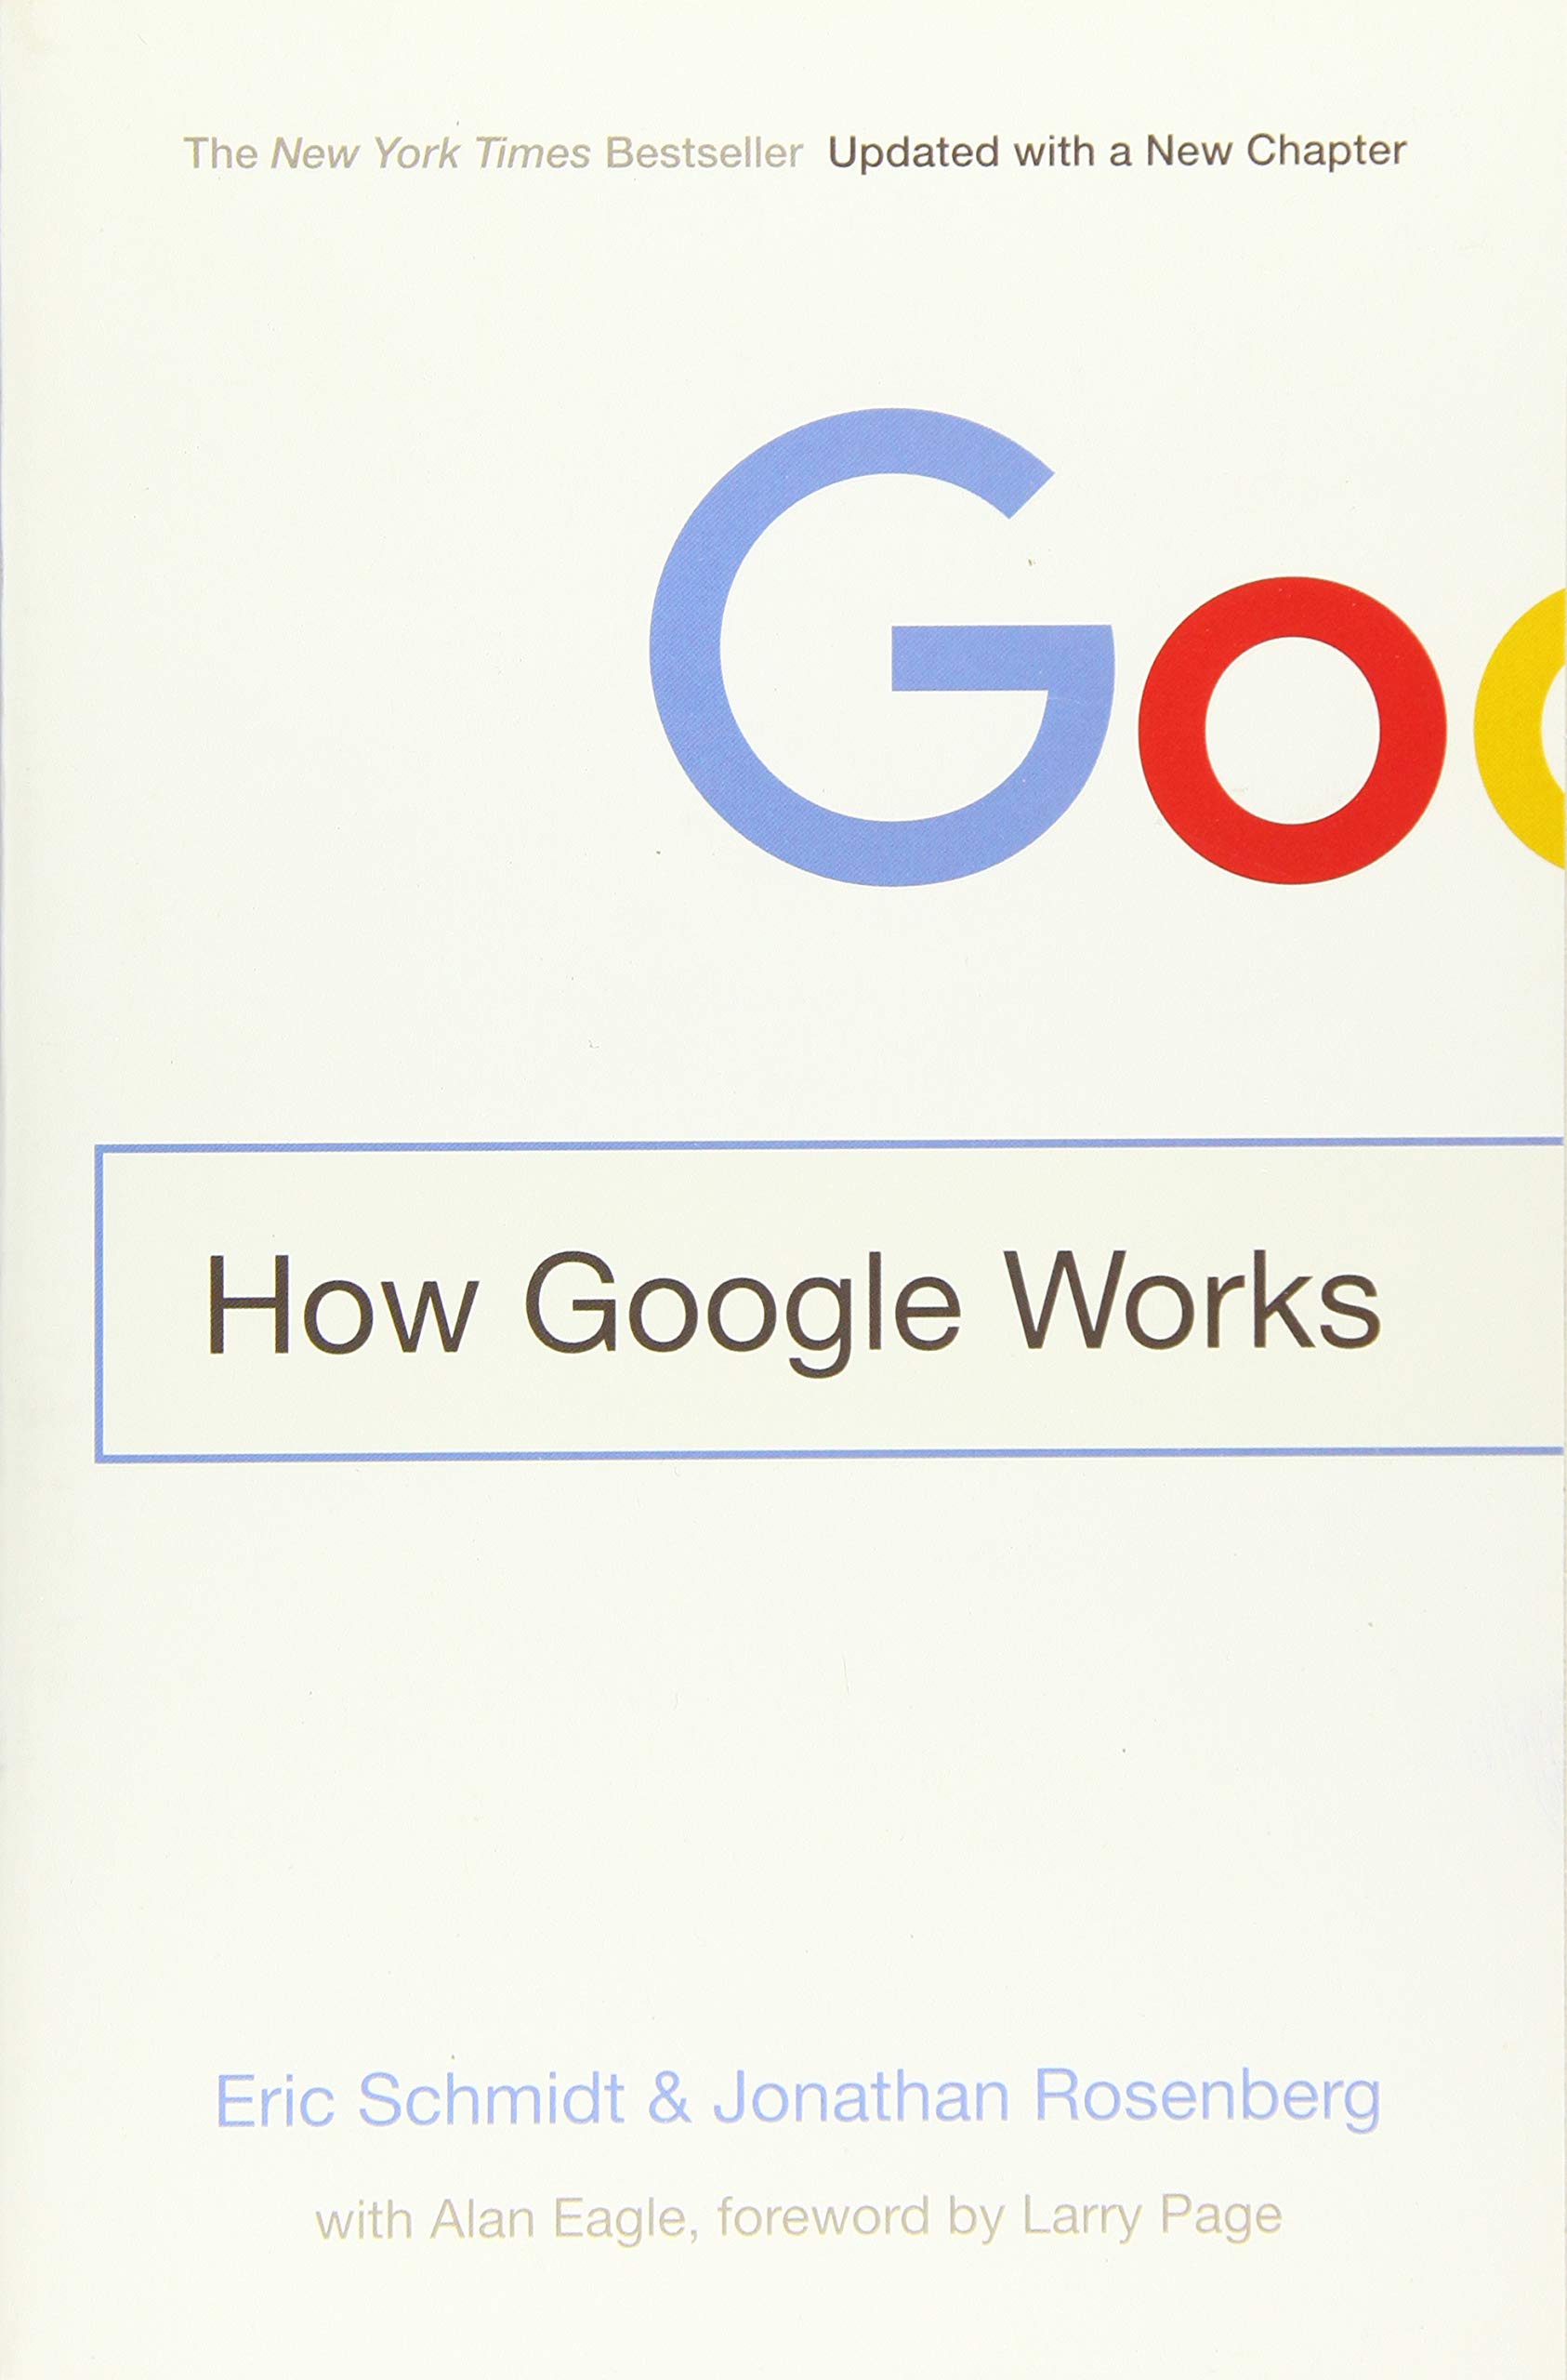 The New York Times Bestseller Updated with a New Chapter
Goo
How Google Works
Eric Schmidt & Jonathan Rosenberg
with Alan Eagle, foreword by Larry Page